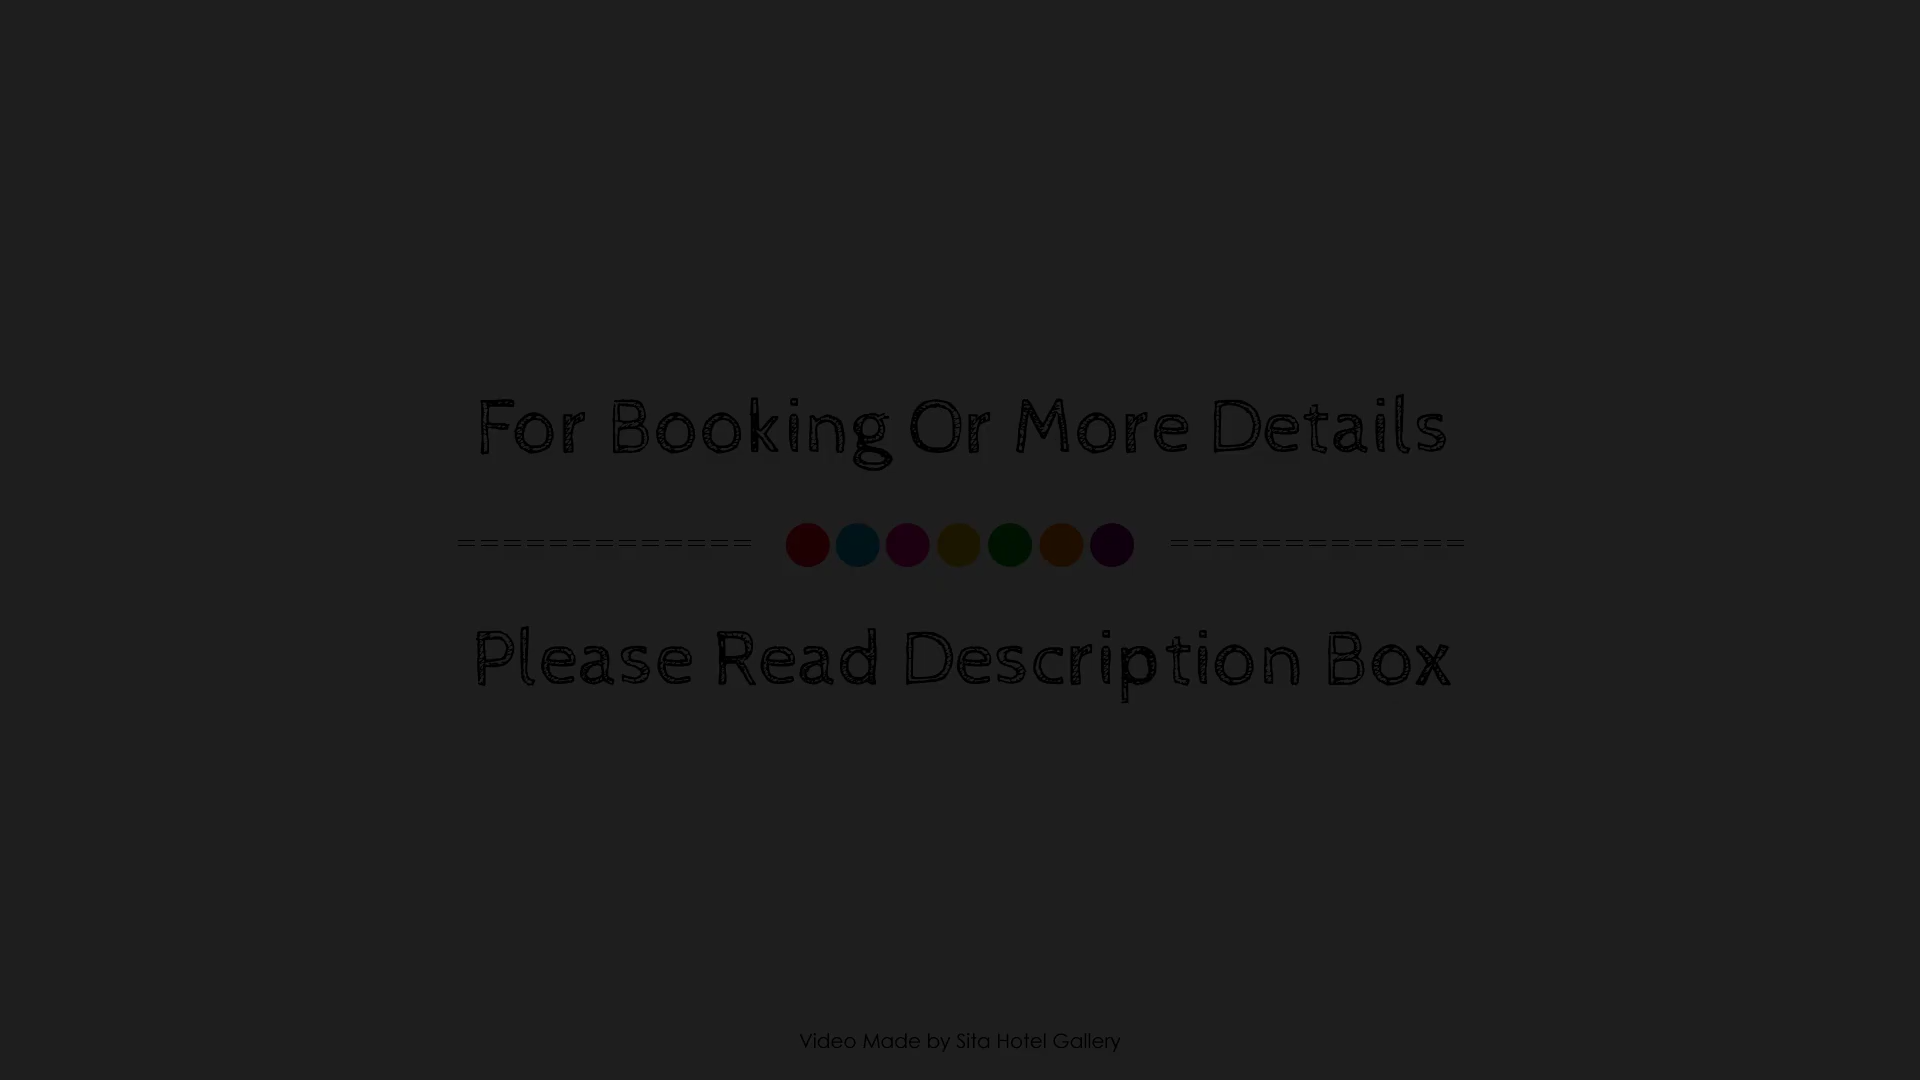 For Booking Or More Details
============= =============
Please Read Description Box
Video Made by Sita Hotel Gallery